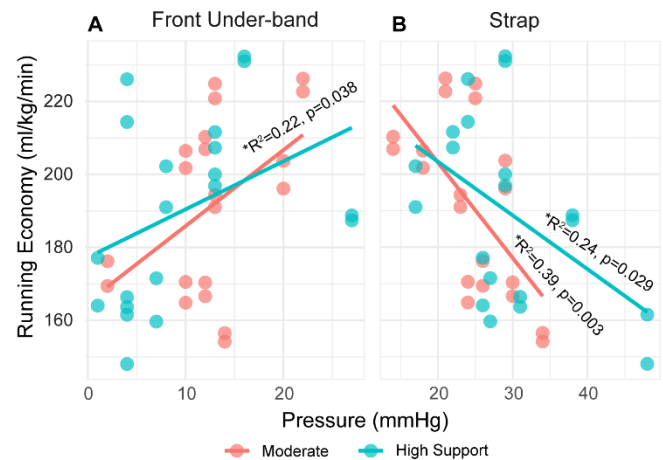 A Front Under-band
B Strap
Running Economy (ml/kg/min)
220
200
180
160
*R²=0.22, p=0.038
*R²=0.24, p=0.029
*R²=0.39, p=0.003
0 10 20
20 30 40
Pressure (mmHg)
Moderate High Support